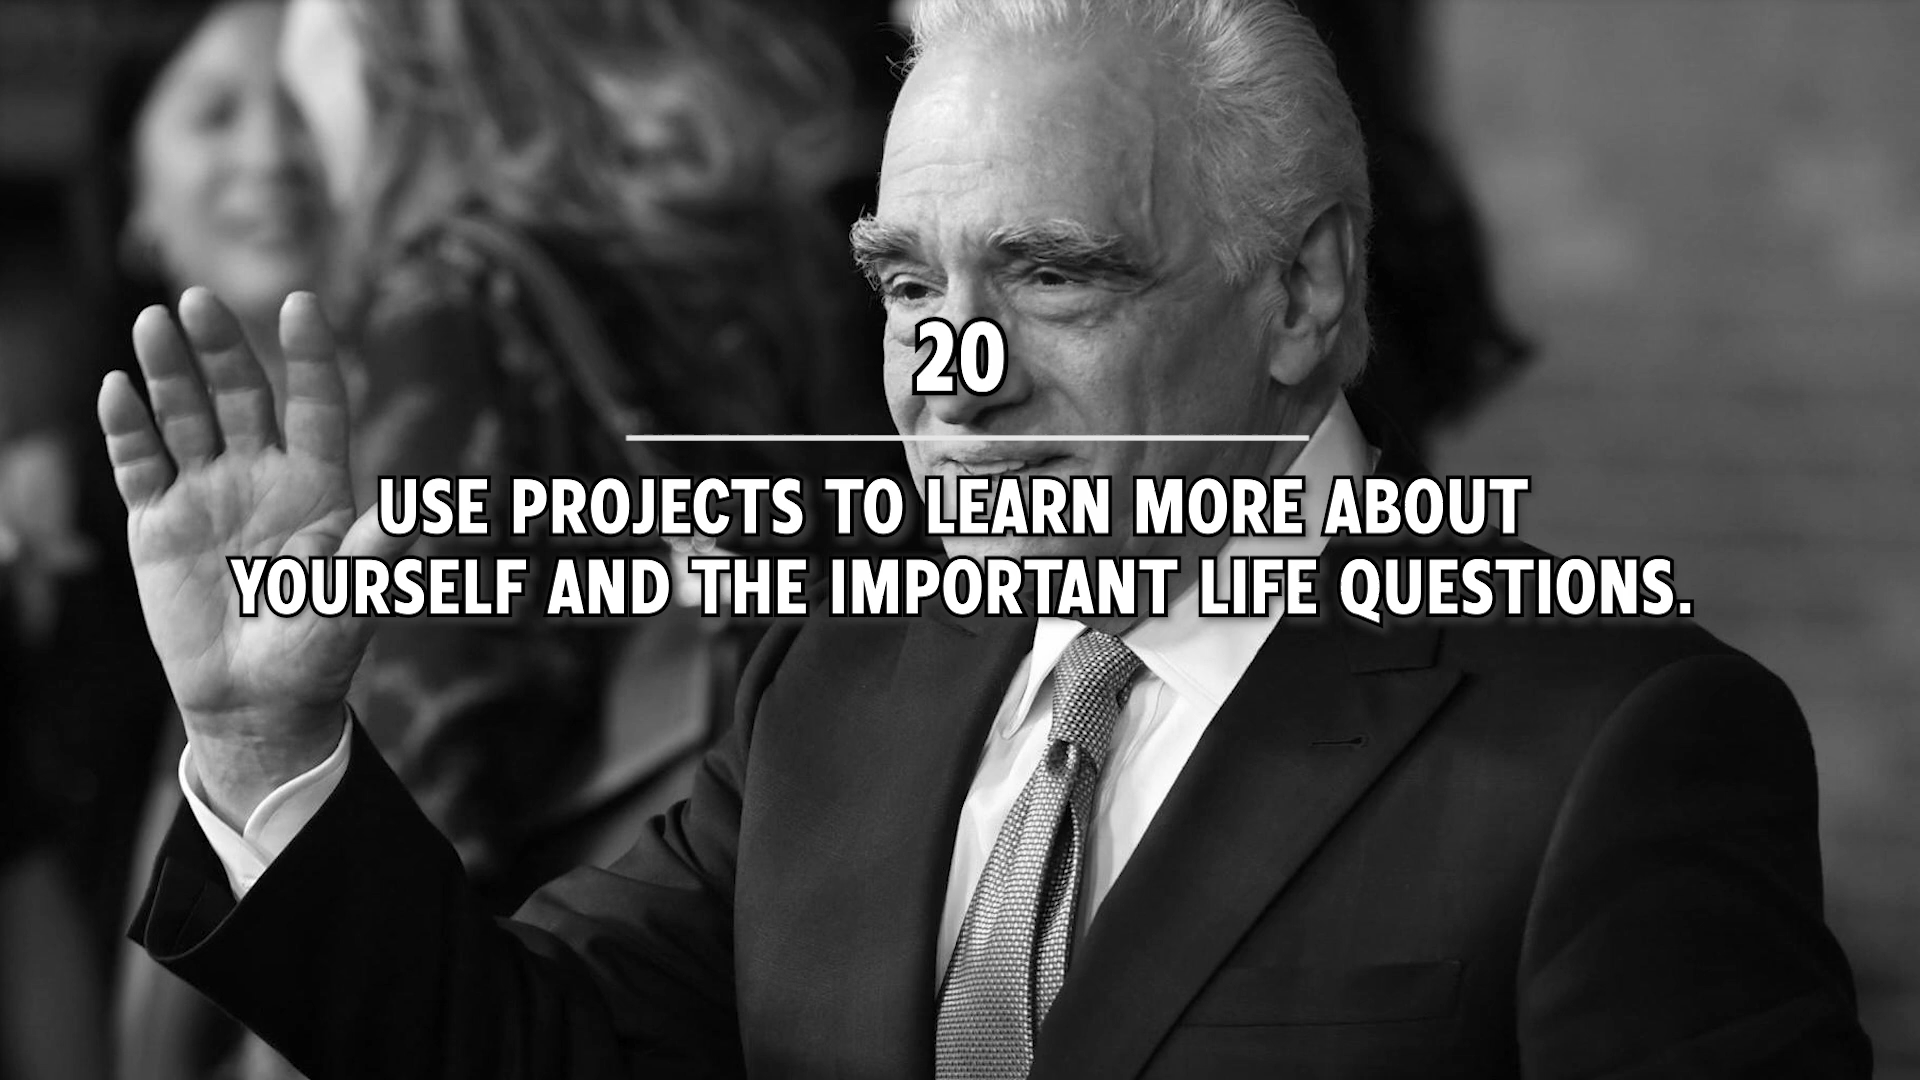 20
USE PROJECTS TO LEARN MORE ABOUT
YOURSELF AND THE IMPORTANT LIFE QUESTIONS.